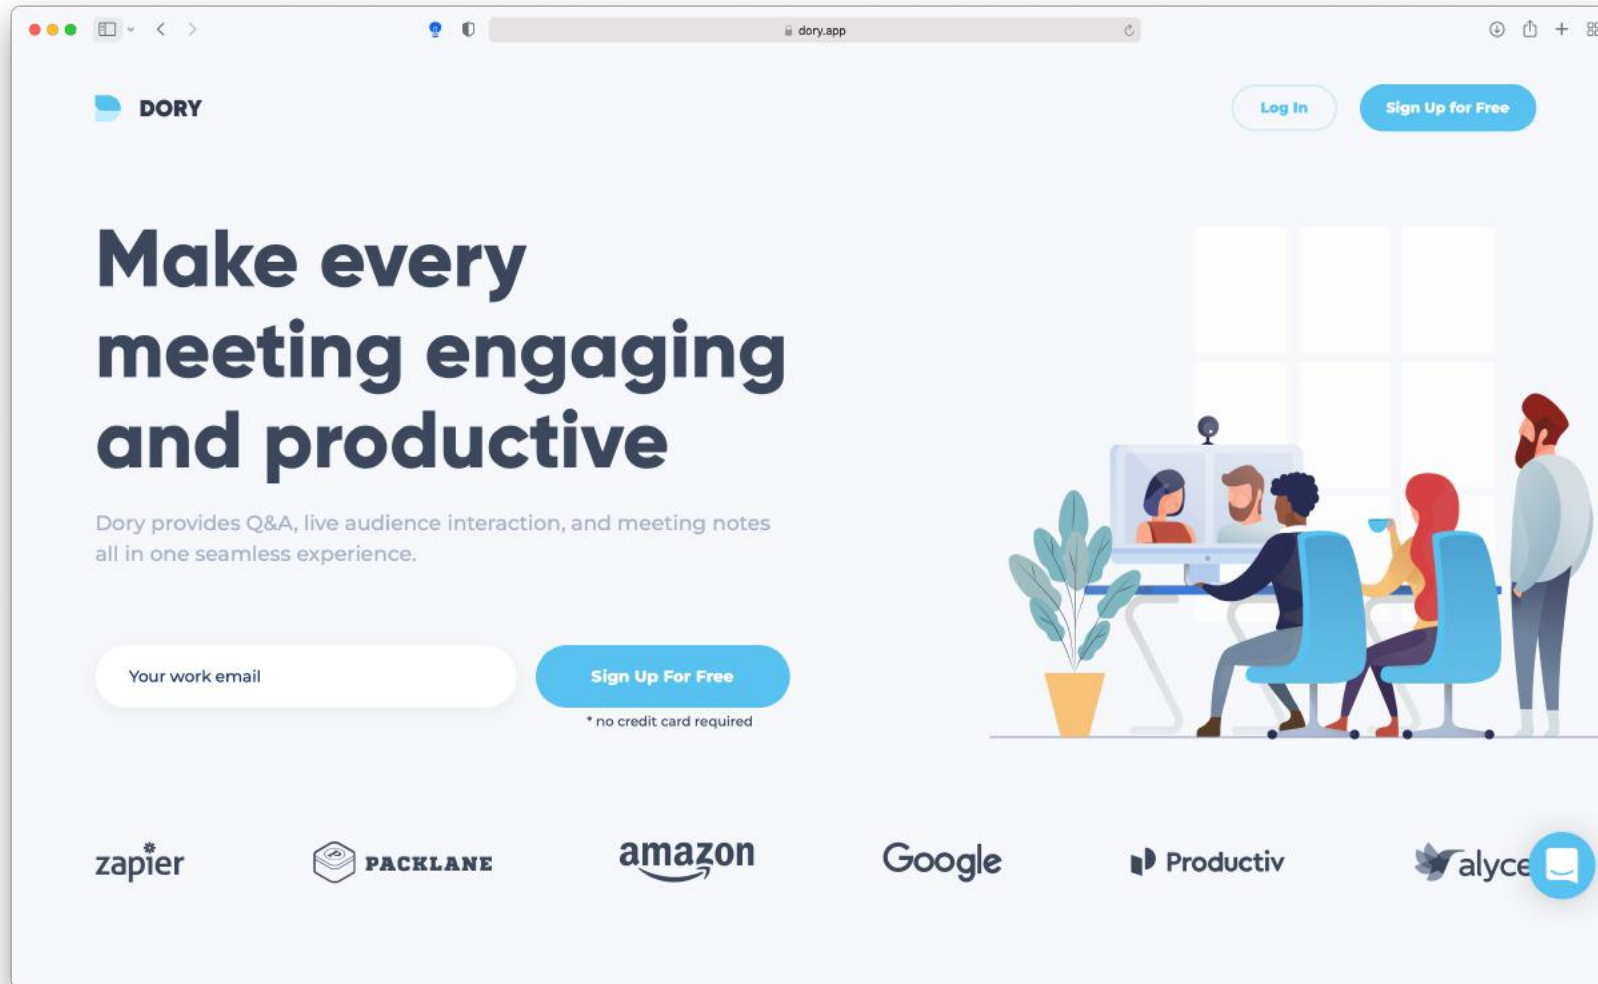 dory.app
DORY
Log In
Sign Up for Free
Make every
meeting engaging
and productive
Dory provides Q&A, live audience interaction, and meeting notes
all in one seamless experience.
Your work email
Sign Up For Free
* no credit card required
zapier
PACKLANE
amazon
Google
Productiv
alyce